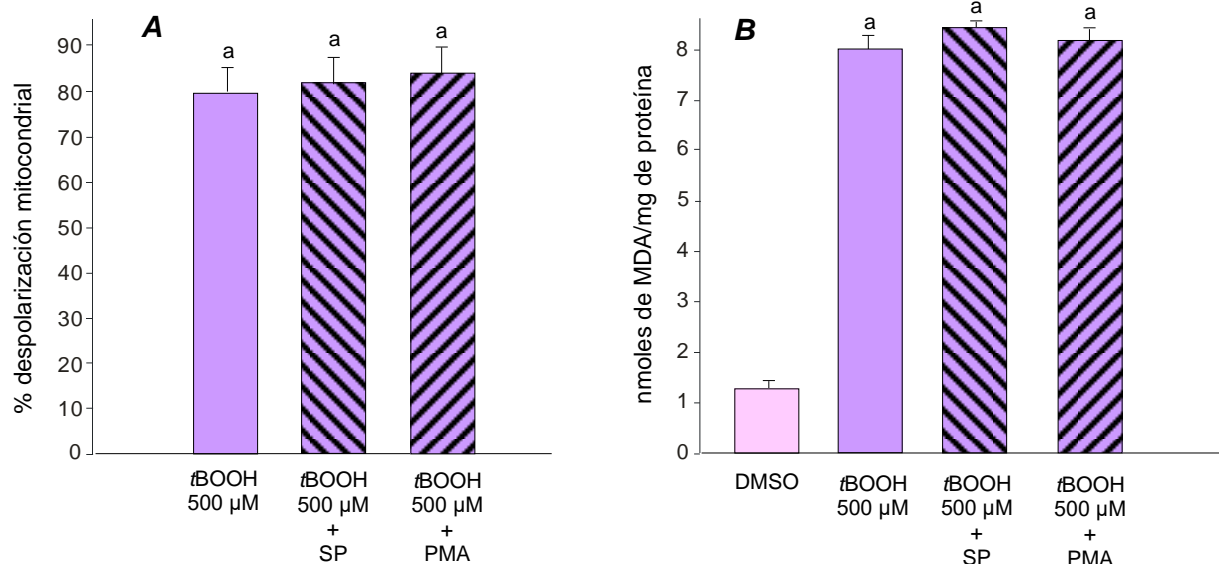 A
% despolarización mitocondrial
90
80
70
60
50
40
30
20
10
0
a
a
a
tBOOH
500 µM
tBOOH
500 µM
+
SP
tBOOH
500 µM
+
PMA
B
nmoles de MDA/mg de proteína
8
7
6
5
4
3
2
1
0
a
a
a
DMSO
tBOOH
500 µM
tBOOH
500 µM
+
SP
tBOOH
500 µM
+
PMA